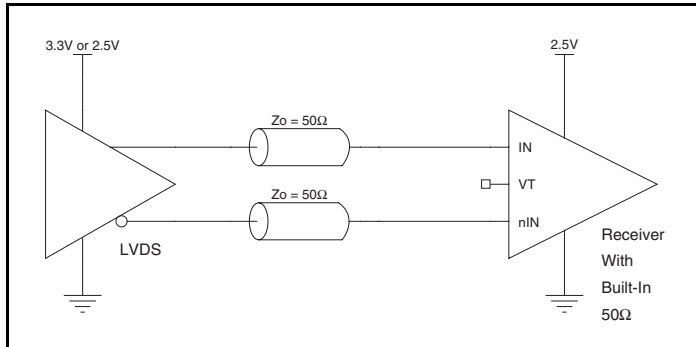 3.3V or 2.5V
2.5V
Zo = 50Ω
IN
VT
Zo = 50Ω
nIN
LVDS
Receiver
With
Built-In
50Ω